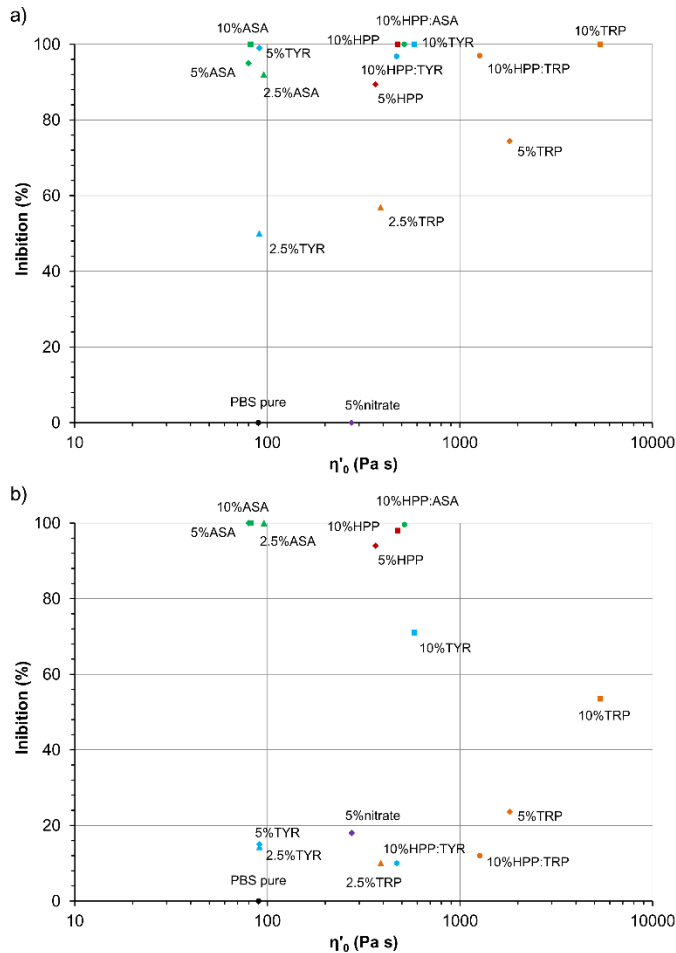 a)
10%ASA
10%HPP:ASA
10%TRP
10%HPP
10%TYR
100
5%TYR
5%ASA
10%HPP:TYR
10%HPP:TRP
2.5%ASA
5%HPP
80
5%TRP
60
2.5%TRP
2.5%TYR
40
20
PBS pure
5%nitrate
0
Inibition (%)
10
100
1000
10000
η'0 (Pa s)
b)
10%ASA
10%HPP:ASA
100
5%ASA
2.5%ASA
10%HPP
5%HPP
80
10%TYR
60
10%TRP
40
5%TRP
20
5%nitrate
5%TYR
2.5%TYR
10%HPP:TYR
10%HPP:TRP
2.5%TRP
PBS pure
0
Inibition (%)
10
100
1000
10000
η'0 (Pa s)